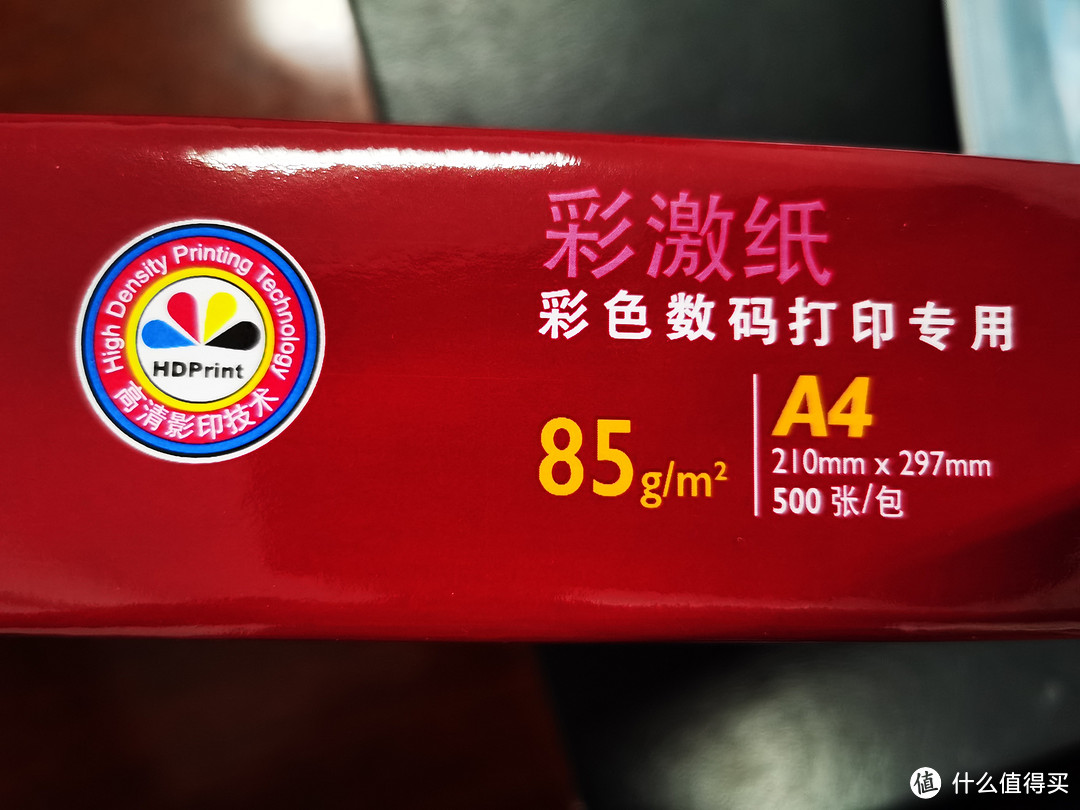 High Density Printing Technology
HDPrint
高清影印技术
彩激纸
彩色数码打印专用
85g/m²
A4
210mm x 297mm
500 张/包
值 什么值得买